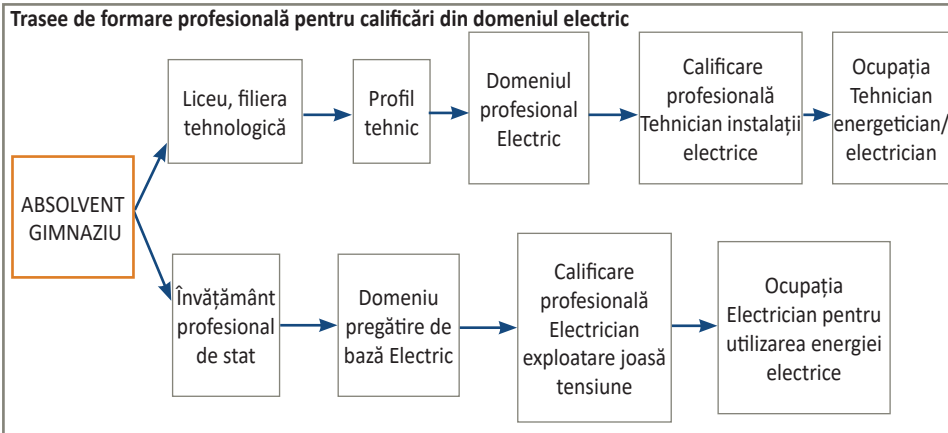 Trasee de formare profesională pentru calificări din domeniul electric
ABSOLVENT
GIMNAZIU
Liceu, filiera
tehnologică
Profil
tehnic
Domeniul
profesional
Electric
Calificare
profesională
Tehnician instalații
electrice
Ocupația
Tehnician
energetician/
electrician
Învățământ
profesional
de stat
Domeniu
pregătire de
bază Electric
Calificare
profesională
Electrician
exploatare joasă
tensiune
Ocupația
Electrician pentru
utilizarea energiei
electrice